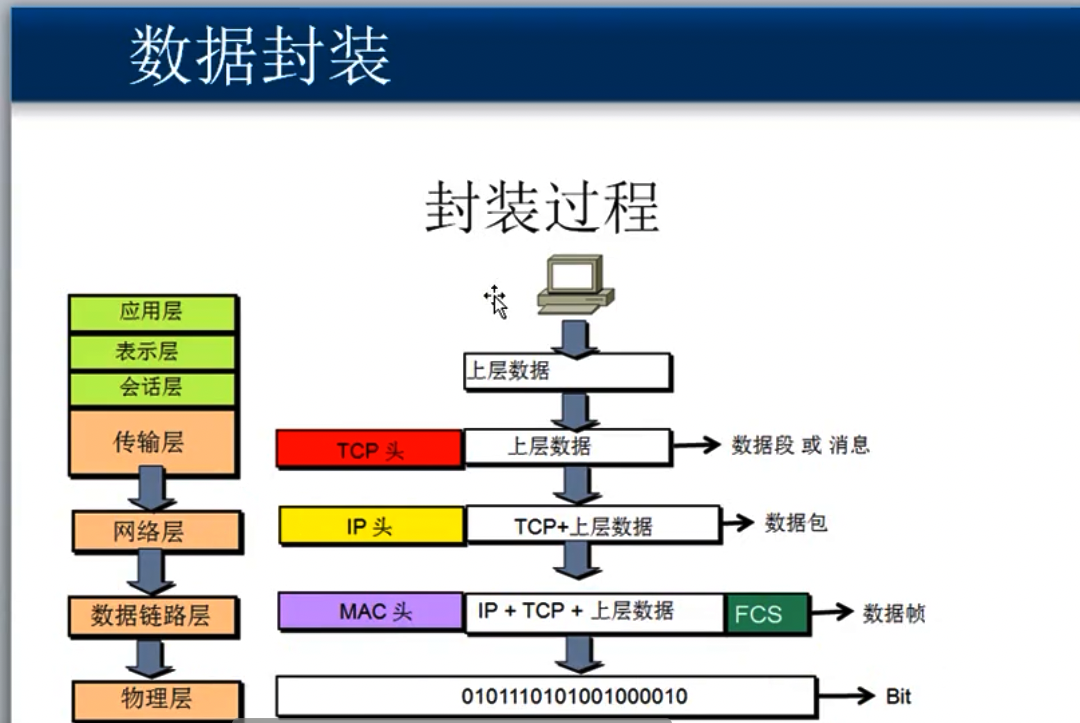 数据封装
封装过程
应用层
表示层
会话层
传输层
网络层
数据链路层
物理层
上层数据
TCP 头 上层数据 数据段 或 消息
IP 头 TCP+上层数据 数据包
MAC 头 IP + TCP + 上层数据 FCS 数据帧
0101110101001000010 Bit